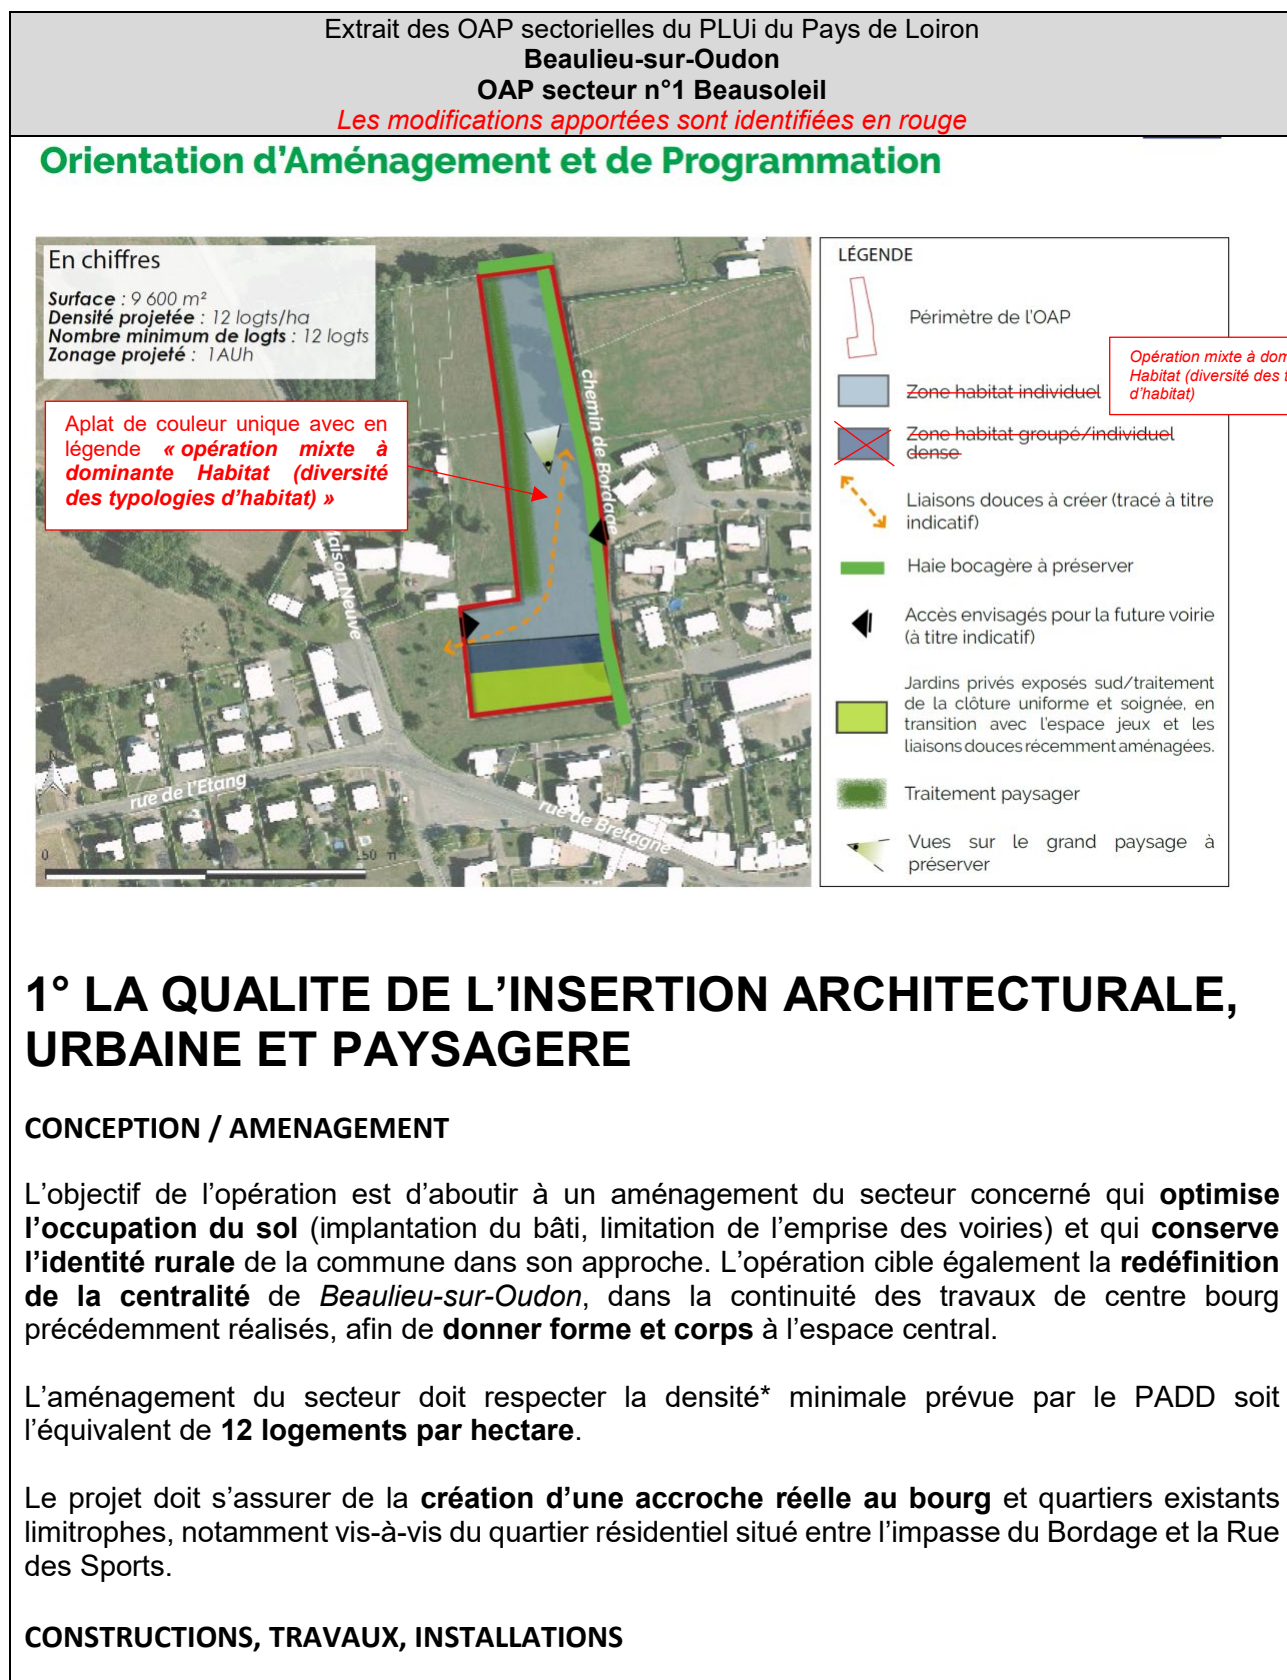 Extrait des OAP sectorielles du PLUi du Pays de Loiron
Beaulieu-sur-Oudon
OAP secteur n°1 Beausoleil
Les modifications apportées sont identifiées en rouge
Orientation d'Aménagement et de Programmation
En chiffres
Surface : 9 600 m²
Densité projetée : 12 logts/ha
Nombre minimum de logts : 12 logts
Zonage projeté : 1AUh
Aplat de couleur unique avec en
légende « opération mixte à
dominante Habitat (diversité
des typologies d'habitat) »
chemin de Bordage
aison Neuve
rue de l'Etang
rue de Bretagne
N
0
150 m
LÉGENDE
Périmètre de l'OAP
Opération mixte à dom
Habitat (diversité des t
d'habitat)
Zone habitat individuel
Zone habitat groupé/individuel
dense
Liaisons douces à créer (tracé à titre
indicatif)
Haie bocagère à préserver
Accès envisagés pour la future voirie
(à titre indicatif)
Jardins privés exposés sud/traitement
de la clôture uniforme et soignée, en
transition avec l'espace jeux et les
liaisons douces récemment aménagées.
Traitement paysager
Vues sur le grand paysage à
préserver
1° LA QUALITE DE L'INSERTION ARCHITECTURALE,
URBAINE ET PAYSAGERE
CONCEPTION / AMENAGEMENT
L'objectif de l'opération est d'aboutir à un aménagement du secteur concerné qui optimise
l'occupation du sol (implantation du bâti, limitation de l'emprise des voiries) et qui conserve
l'identité rurale de la commune dans son approche. L'opération cible également la redéfinition
de la centralité de Beaulieu-sur-Oudon, dans la continuité des travaux de centre bourg
précédemment réalisés, afin de donner forme et corps à l'espace central.
L'aménagement du secteur doit respecter la densité* minimale prévue par le PADD soit
l'équivalent de 12 logements par hectare.
Le projet doit s'assurer de la création d'une accroche réelle au bourg et quartiers existants
limitrophes, notamment vis-à-vis du quartier résidentiel situé entre l'impasse du Bordage et la Rue
des Sports.
CONSTRUCTIONS, TRAVAUX, INSTALLATIONS